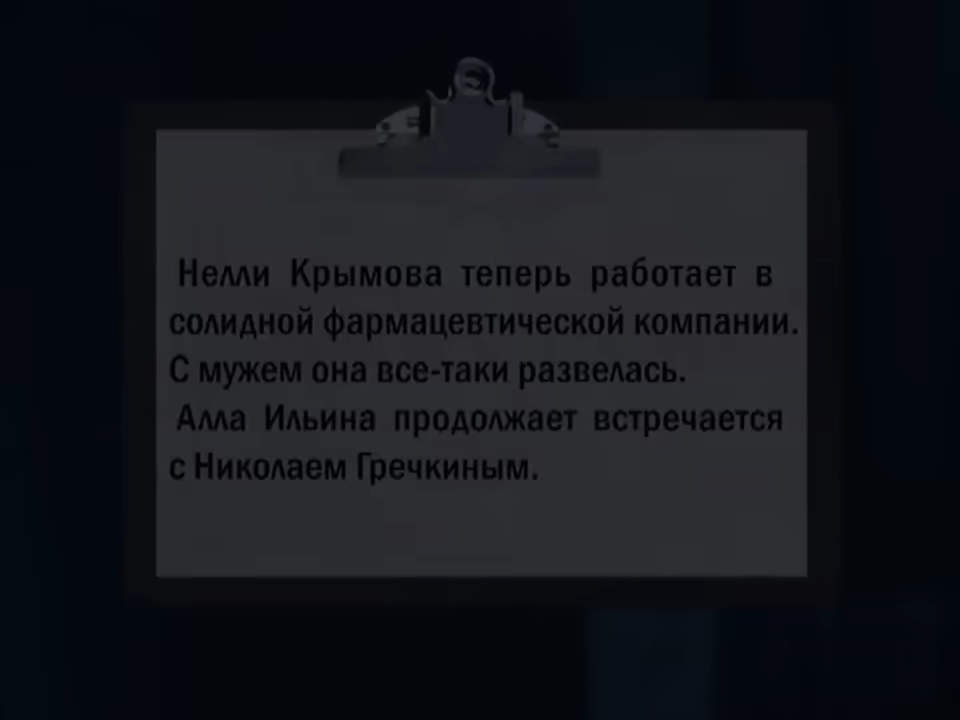 Нелли Крымова теперь работает в
солидной фармацевтической компании.
С мужем она все-таки развелась.
Алла Ильина продолжает встречается
с Николаем Гречкиным.